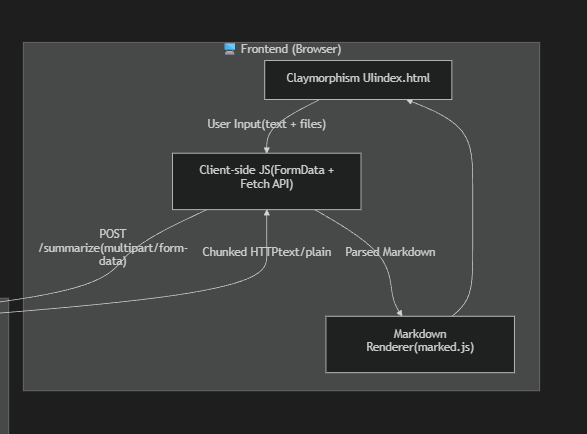 Frontend (Browser)
Claymorphism UIindex.html
User Input(text + files)
Client-side JS(FormData +
Fetch API)
POST
/summarize(multipart/form-
data)
Chunked HTTPtext/plain
Parsed Markdown
Markdown
Renderer(marked.js)